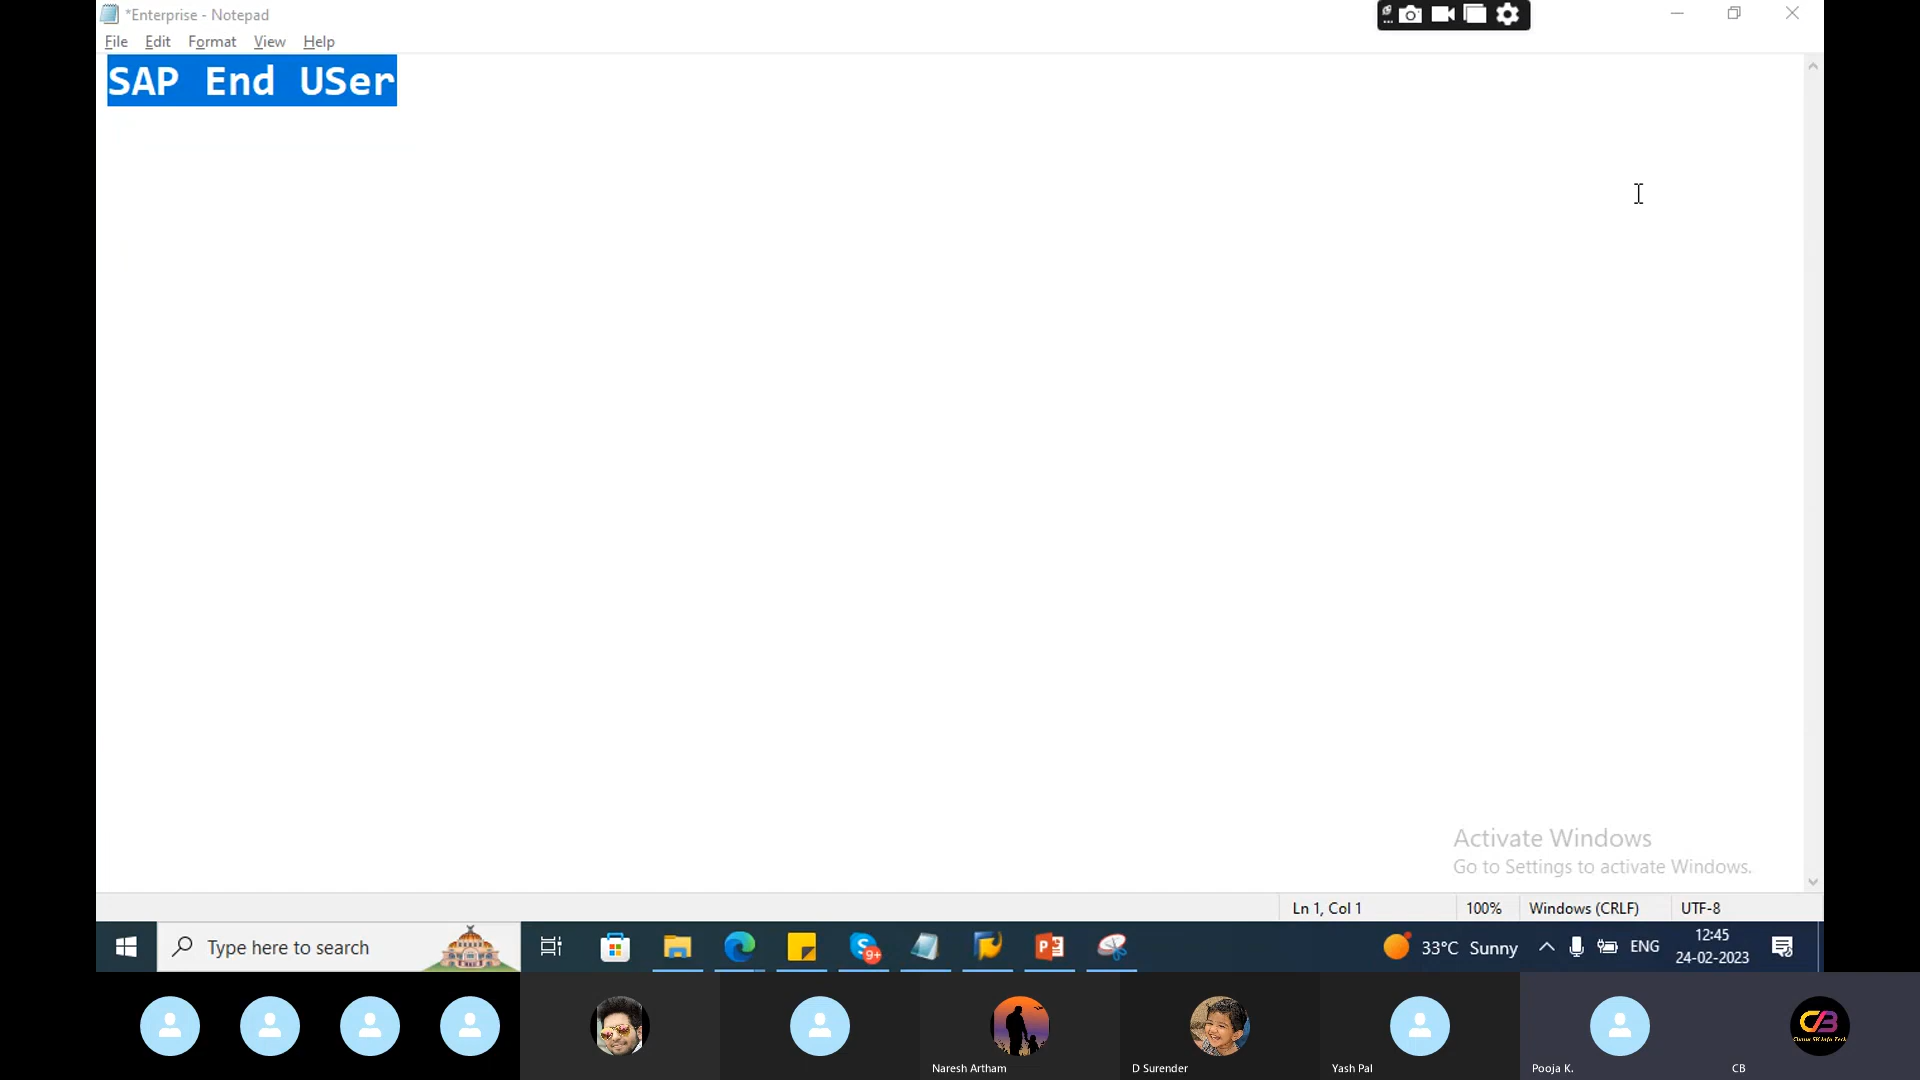 *Enterprise - Notepad
File Edit Format View Help
SAP End USer
Activate Windows
Go to Settings to activate Windows.
Ln 1, Col 1 100% Windows (CRLF) UTF-8
Type here to search
9+
33°C Sunny
ENG
12:45
24-02-2023
Naresh Artham
D Surender
Yash Pal
Pooja K.
CB
CB